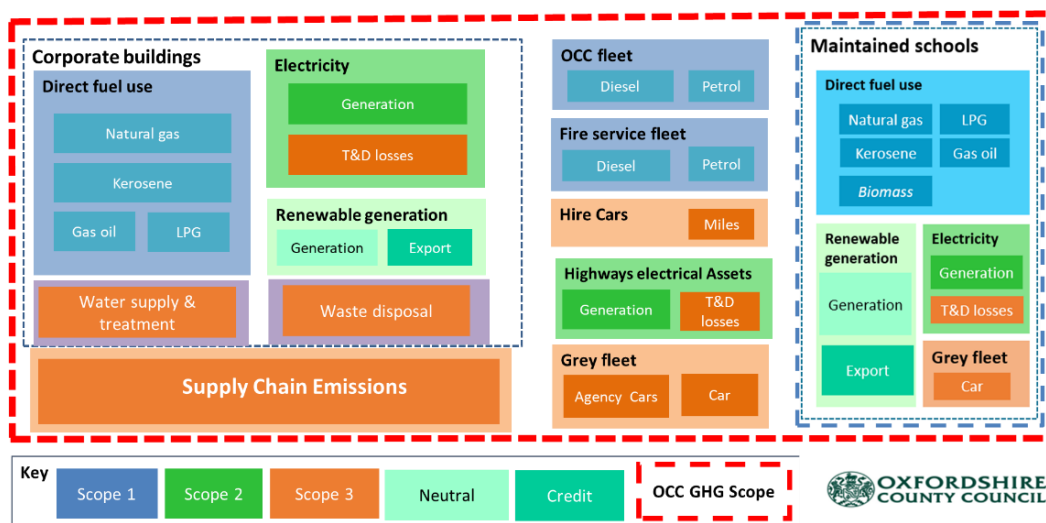 Corporate buildings
Direct fuel use
Natural gas
Kerosene
Gas oil
LPG
Water supply &
treatment
Electricity
Generation
T&D losses
Renewable generation
Generation
Export
Waste disposal
Supply Chain Emissions
OCC fleet
Diesel
Petrol
Fire service fleet
Diesel
Petrol
Hire Cars
Miles
Highways electrical Assets
Generation
T&D
losses
Grey fleet
Agency Cars
Car
Maintained schools
Direct fuel use
Natural gas
LPG
Kerosene
Gas oil
Biomass
Renewable
generation
Generation
Export
Electricity
Generation
T&D losses
Grey fleet
Car
Key
Scope 1
Scope 2
Scope 3
Neutral
Credit
OCC GHG Scope
OXFORDSHIRE
COUNTY COUNCIL